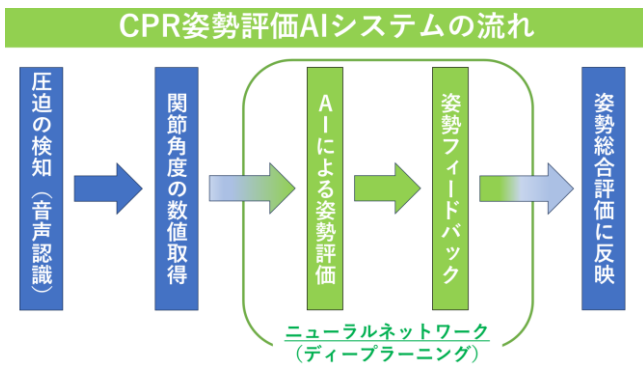 CPR姿勢評価AIシステムの流れ
圧迫の検知（音声認識）
関節角度の数値取得
AIによる姿勢評価
姿勢フィードバック
姿勢総合評価に反映
ニューラルネットワーク
（ディープラーニング）